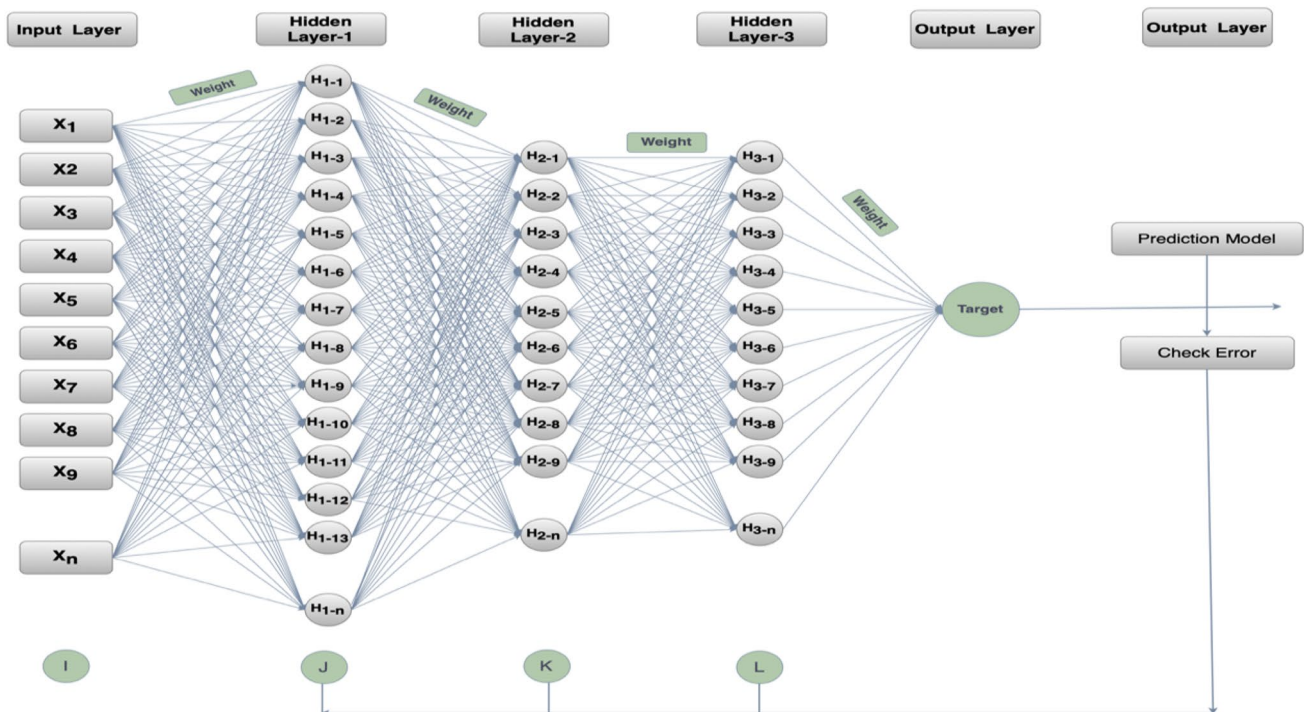 Input Layer
Hidden
Layer-1
Hidden
Layer-2
Hidden
Layer-3
Output Layer
Output Layer
Weight
Weight
Weight
Weight
X1
X2
X3
X4
X5
X6
X7
X8
X9
Xn
H1-1
H1-2
H1-3
H1-4
H1-5
H1-6
H1-7
H1-8
H1-9
H1-10
H1-11
H1-12
H1-13
H1-n
H2-1
H2-2
H2-3
H2-4
H2-5
H2-6
H2-7
H2-8
H2-9
H2-n
H3-1
H3-2
H3-3
H3-4
H3-5
H3-6
H3-7
H3-8
H3-9
H3-n
Target
Prediction Model
Check Error
I
J
K
L